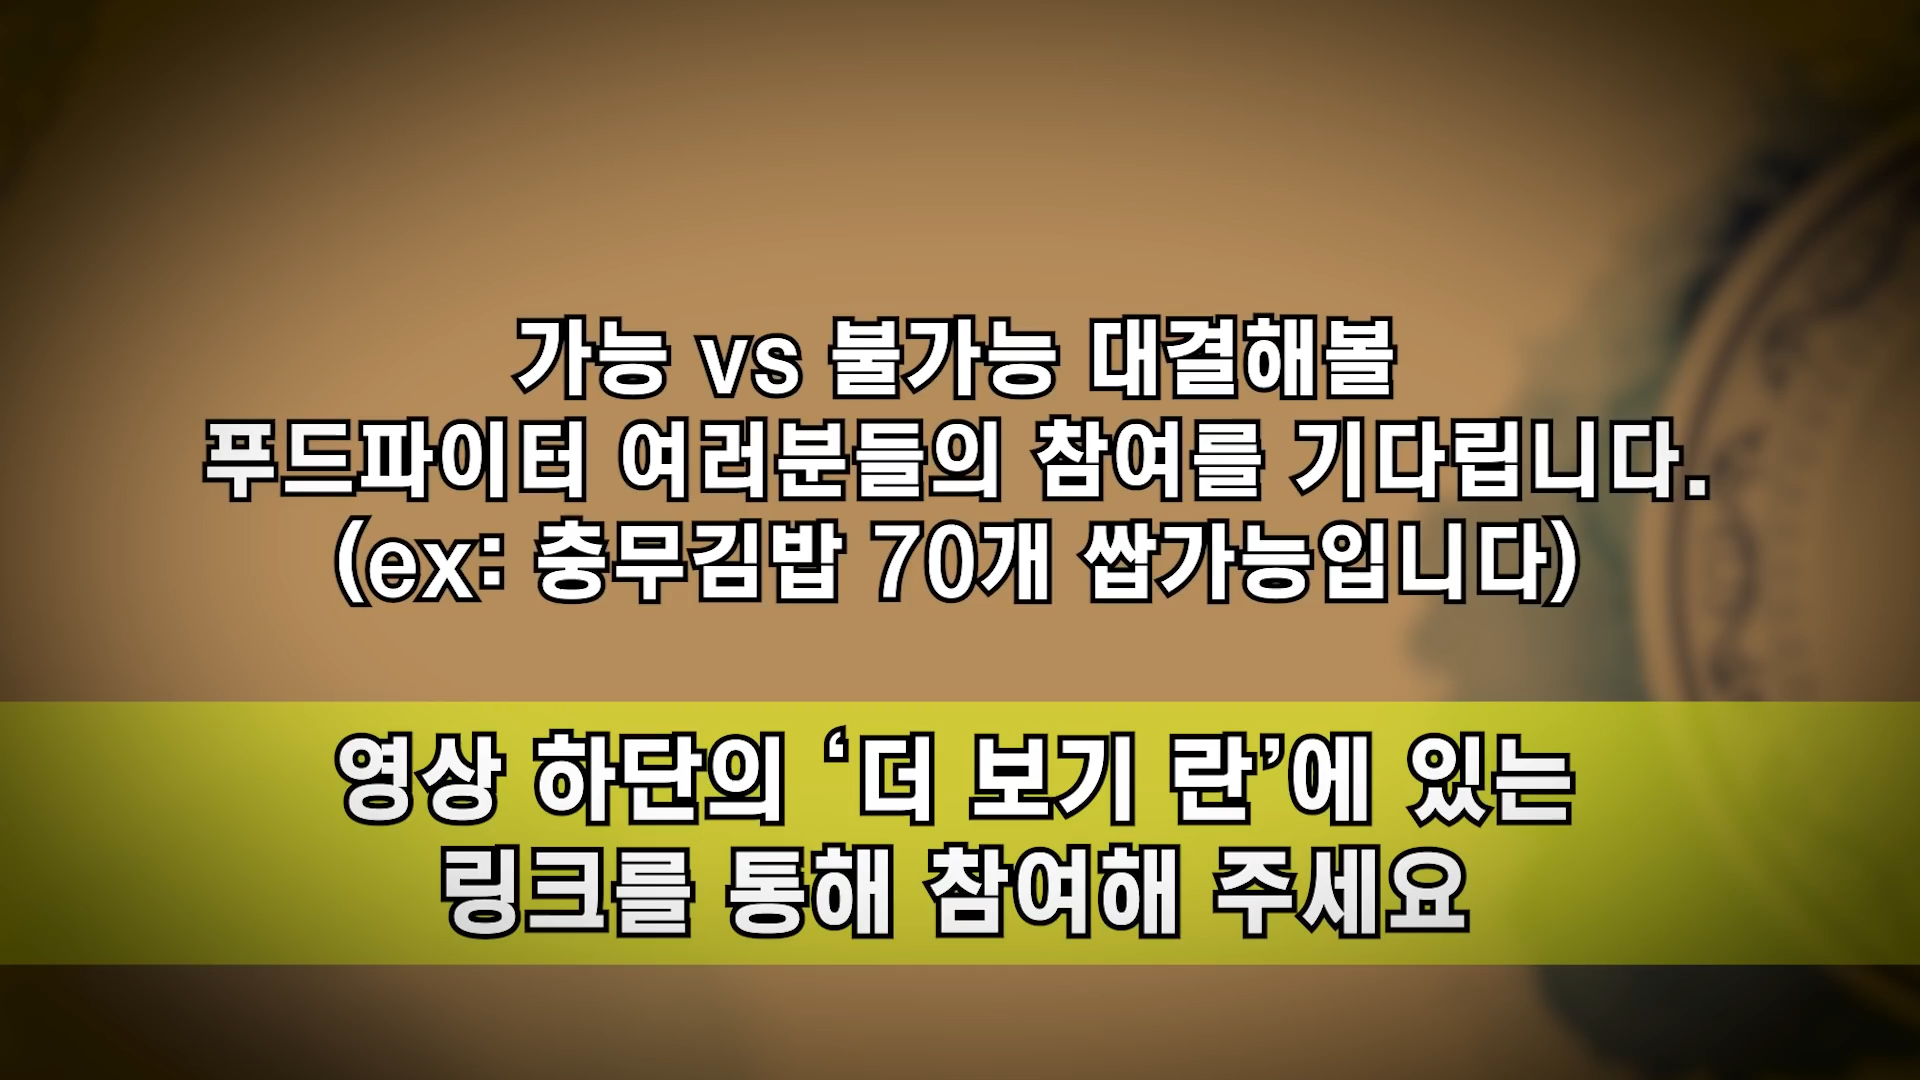 가능 vs 불가능 대결해볼
푸드파이터 여러분들의 참여를 기다립니다.
(ex: 충무김밥 70개 쌉가능입니다)
영상 하단의 ‘더 보기 란’에 있는
링크를 통해 참여해 주세요